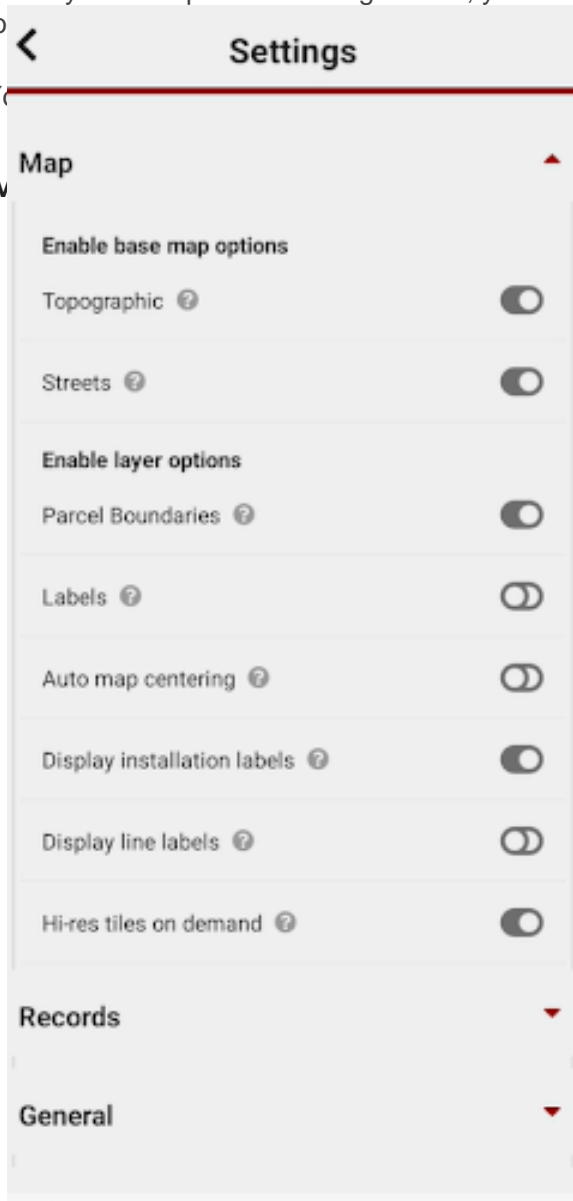 Settings
Map
Enable base map options
Topographic
Streets
Enable layer options
Parcel Boundaries
Labels
Auto map centering
Display installation labels
Display line labels
Hi-res tiles on demand
Records
General